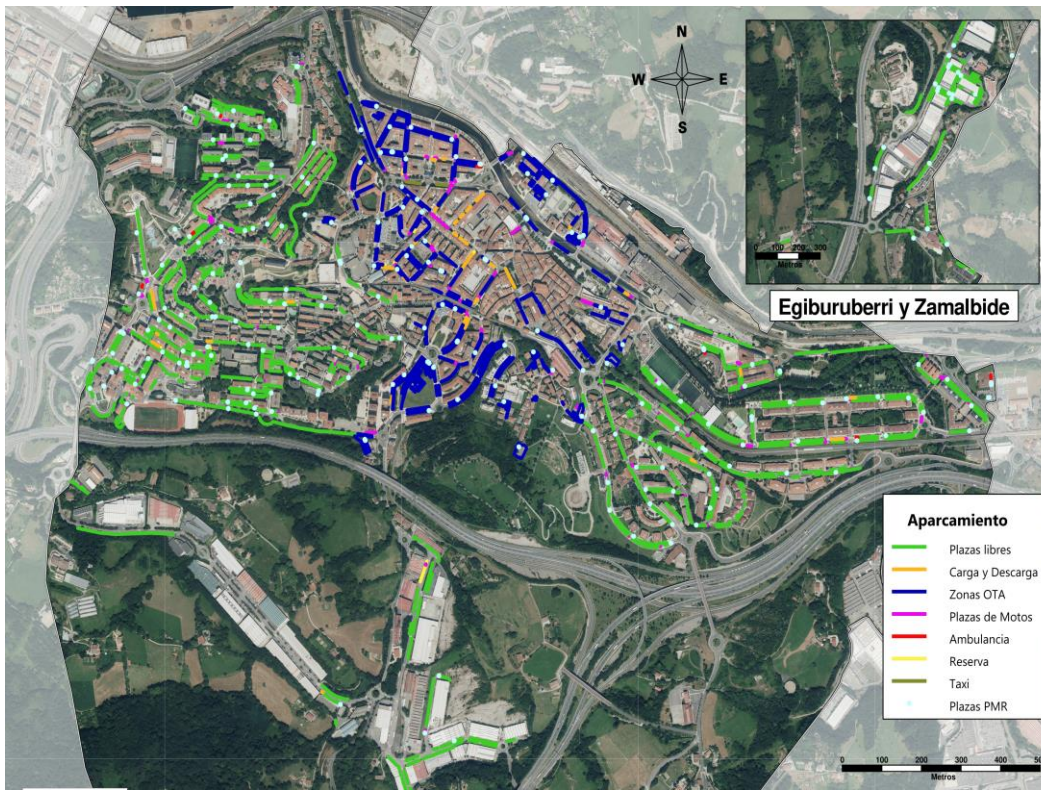 N
W E
S
0 100 200 300
Metros
Egiburuberri y Zamalbide
Aparcamiento
Plazas libres
Carga y Descarga
Zonas OTA
Plazas de Motos
Ambulancia
Reserva
Taxi
Plazas PMR
0 100 200 300 400
Metros